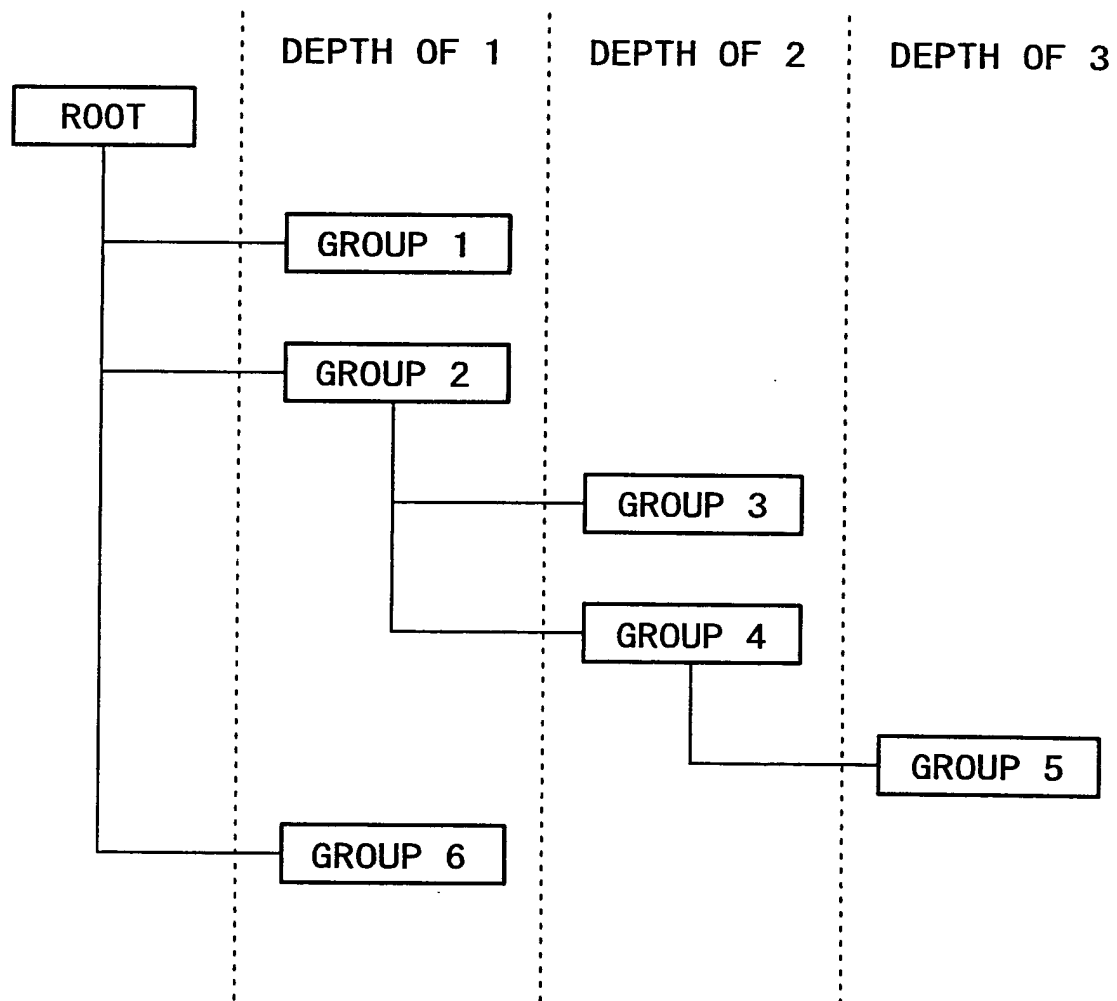 DEPTH OF 1
DEPTH OF 2
DEPTH OF 3
ROOT
GROUP 1
GROUP 2
GROUP 3
GROUP 4
GROUP 5
GROUP 6